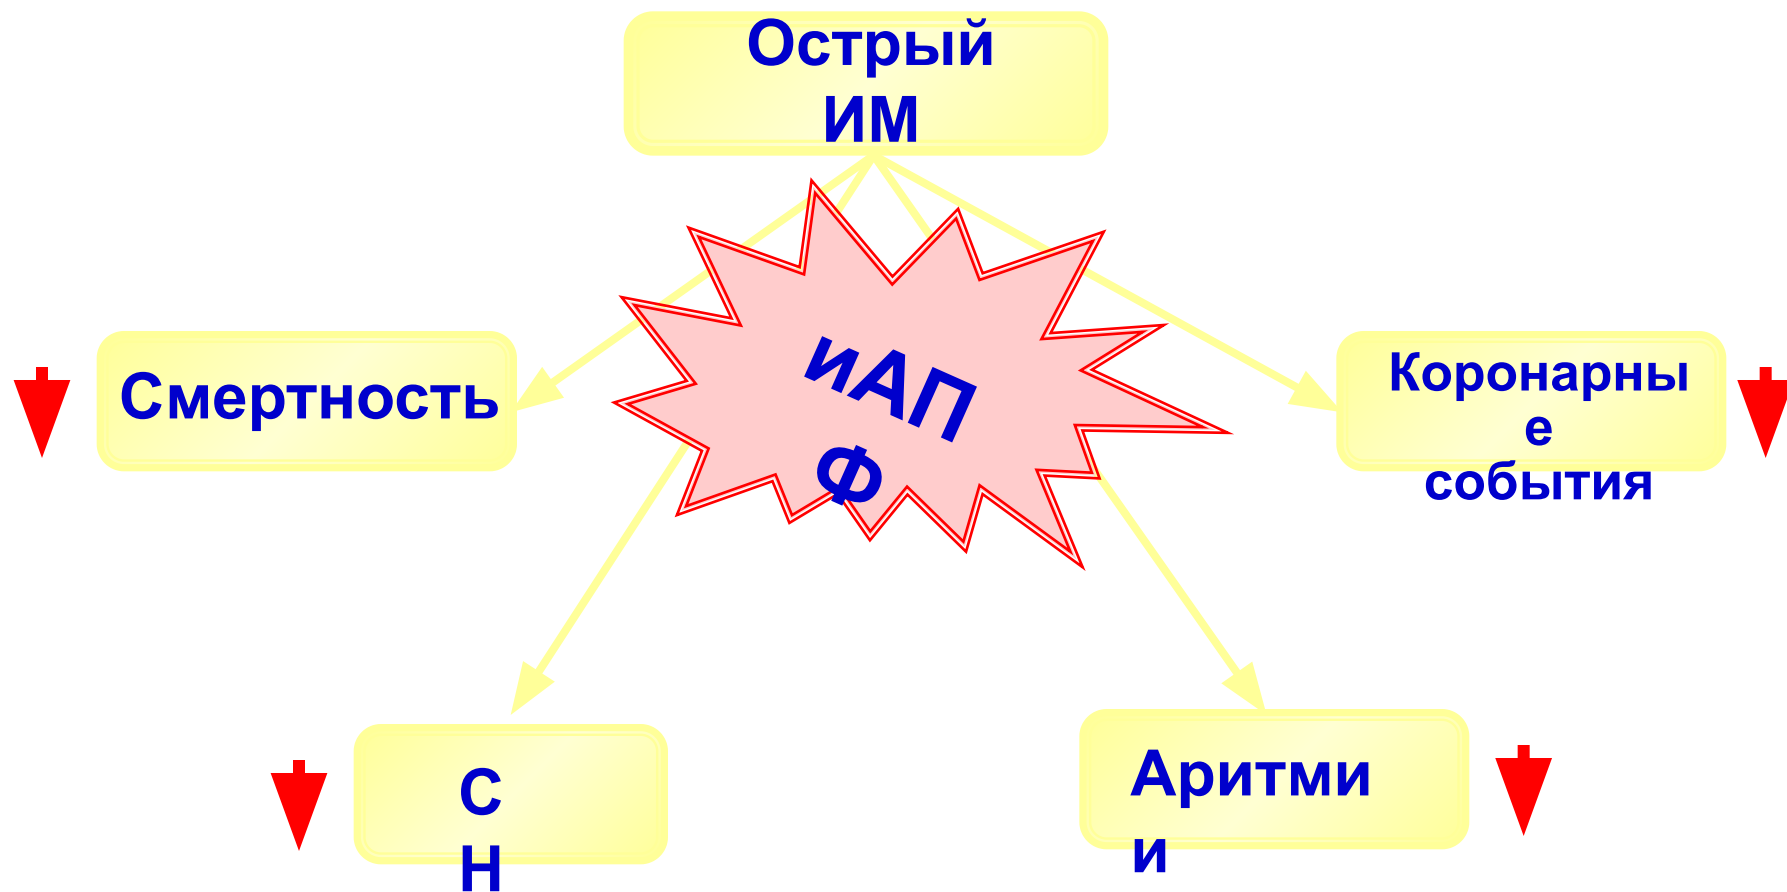 Острый
ИМ
иАП
Ф
Смертность
Коронарны
е
события
С
Н
Аритми
и